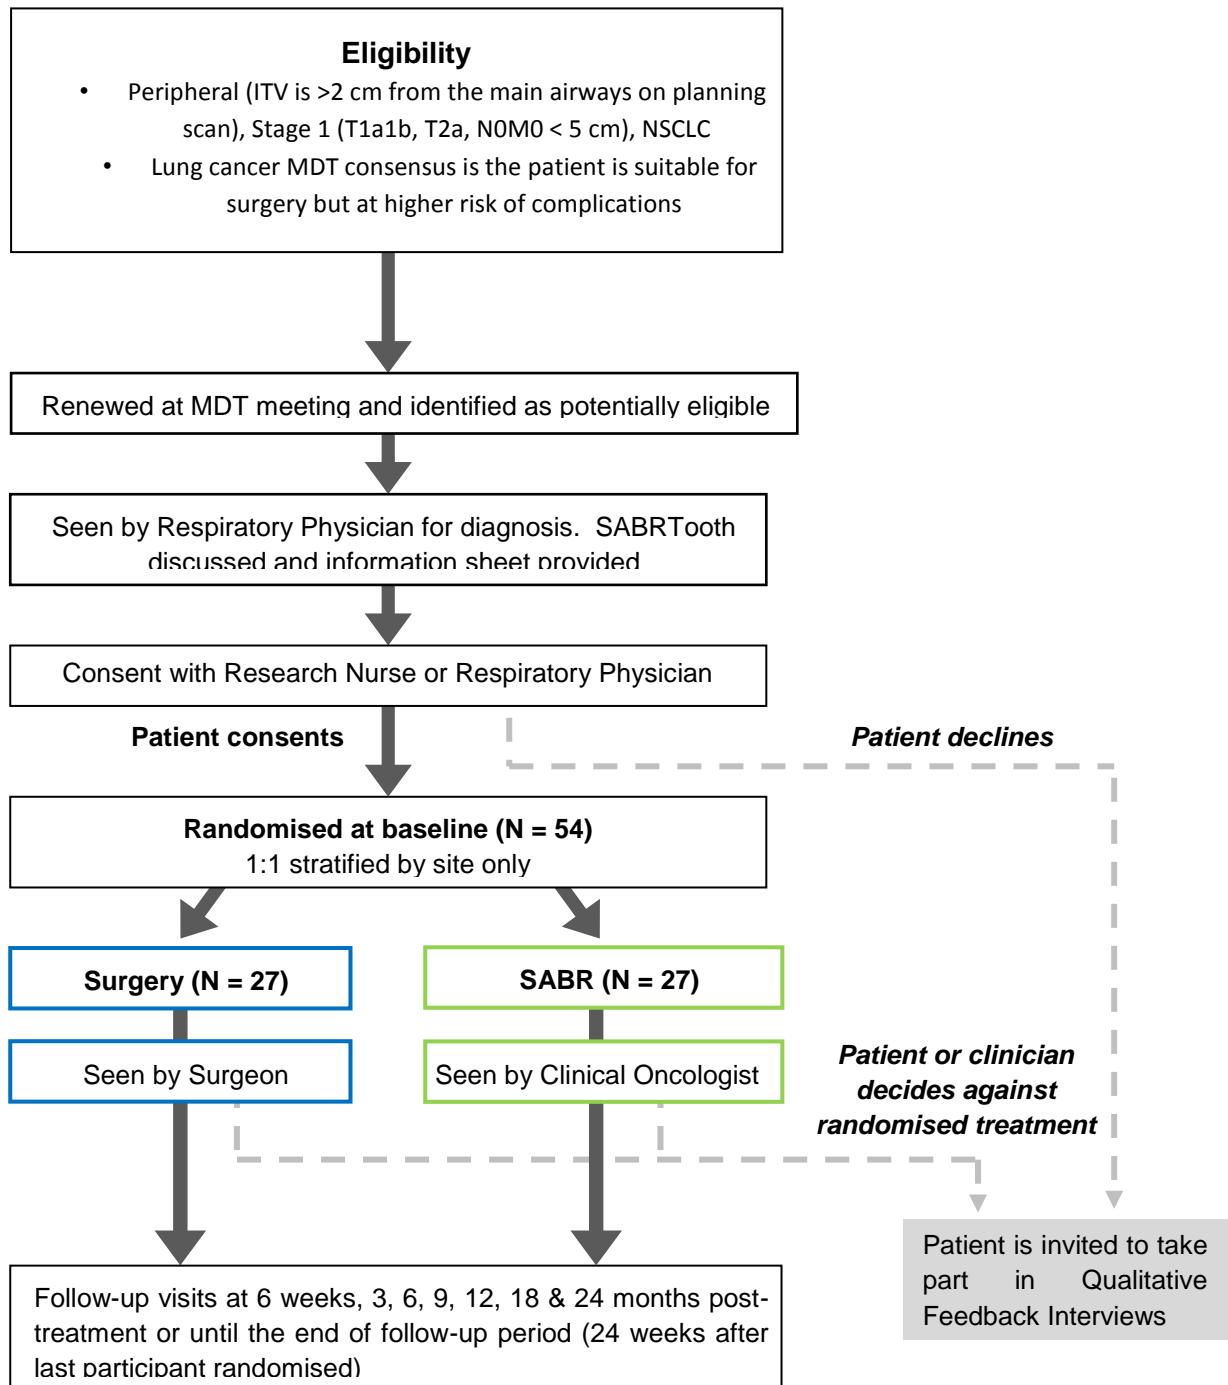 Eligibility
• Peripheral (ITV is >2 cm from the main airways on planning
scan), Stage 1 (T1a1b, T2a, N0M0 < 5 cm), NSCLC
• Lung cancer MDT consensus is the patient is suitable for
surgery but at higher risk of complications
Renewed at MDT meeting and identified as potentially eligible
Seen by Respiratory Physician for diagnosis. SABRTooth
discussed and information sheet provided
Consent with Research Nurse or Respiratory Physician
Patient consents
Patient declines
Randomised at baseline (N = 54)
1:1 stratified by site only
Surgery (N = 27)
SABR (N = 27)
Seen by Surgeon
Seen by Clinical Oncologist
Patient or clinician
decides against
randomised treatment
Patient is invited to take
part in Qualitative
Feedback Interviews
Follow-up visits at 6 weeks, 3, 6, 9, 12, 18 & 24 months post-
treatment or until the end of follow-up period (24 weeks after
last participant randomised)